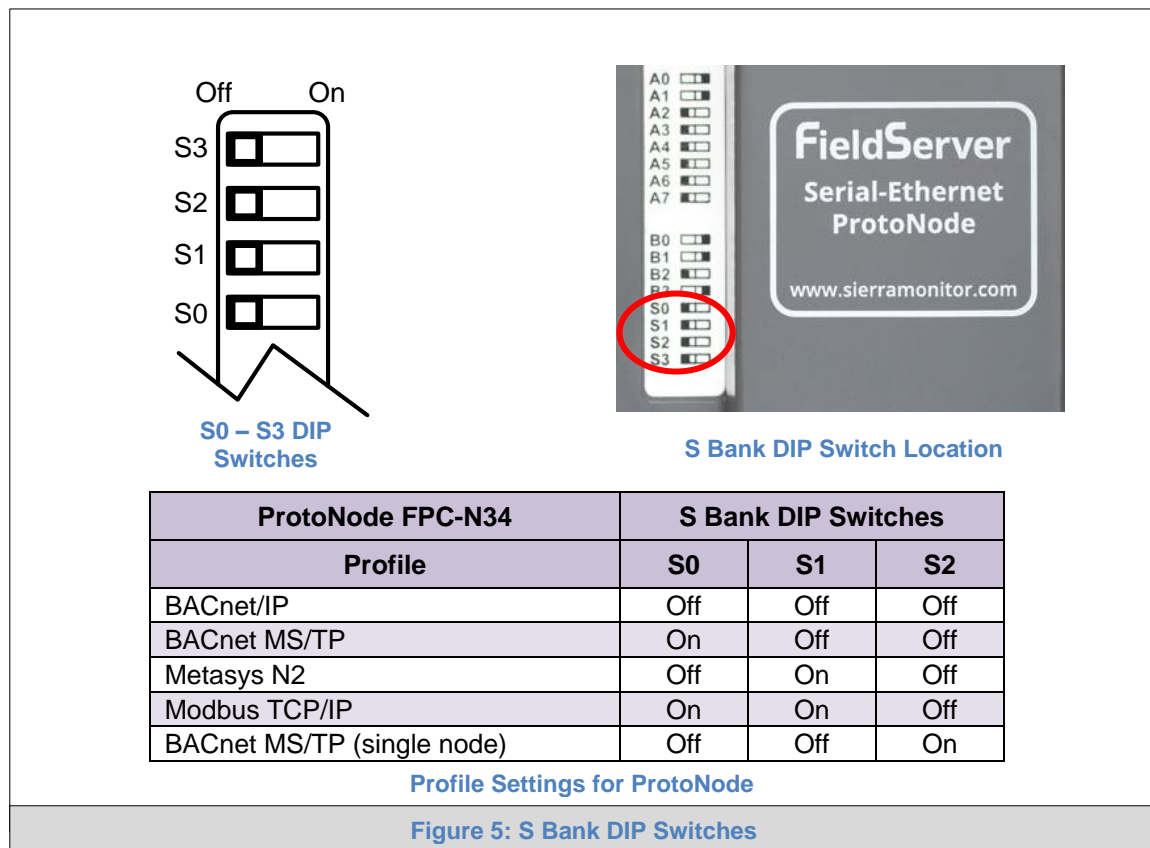 Off On
S3
S2
S1
S0
S0 – S3 DIP
Switches
A0
A1
A2
A3
A4
A5
A6
A7
B0
B1
B2
B3
S0
S1
S2
S3
FieldServer
Serial-Ethernet
ProtoNode
www.sierramonitor.com
S Bank DIP Switch Location
ProtoNode FPC-N34 S Bank DIP Switches
Profile S0 S1 S2
BACnet/IP Off Off Off
BACnet MS/TP On Off Off
Metasys N2 Off On Off
Modbus TCP/IP On On Off
BACnet MS/TP (single node) Off Off On
Profile Settings for ProtoNode
Figure 5: S Bank DIP Switches